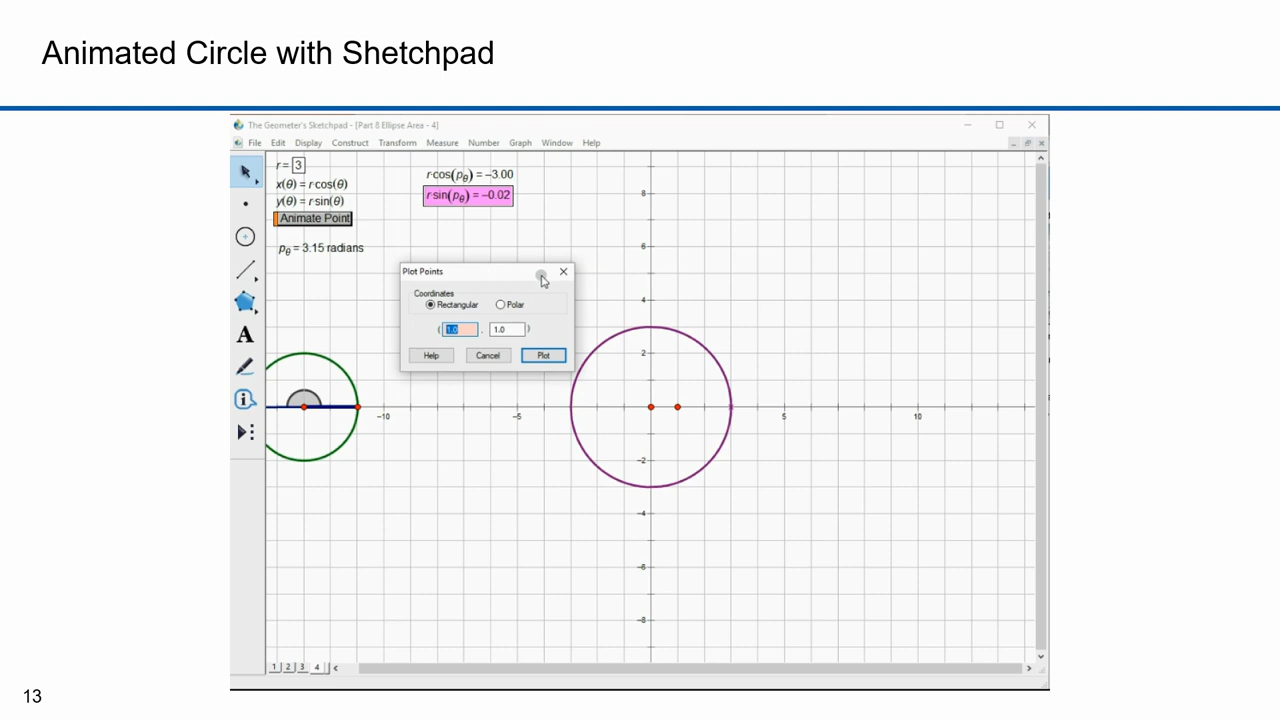 Animated Circle with Shetchpad
The Geometer's Sketchpad - [Part 8 Ellipse Area - 4]
File Edit Display Construct Transform Measure Number Graph Window Help
r = 3
x(θ) = r·cos(θ)
y(θ) = r·sin(θ)
Animate Point
pθ = 3.15 radians
r·cos(pθ) = −3.00
r·sin(pθ) = −0.02
Plot Points
Coordinates
Rectangular Polar
( 1.0 , 1.0 )
Help Cancel Plot
8
6
4
2
−10 −5 5 10
−2
−4
−6
−8
1 2 3 4
13